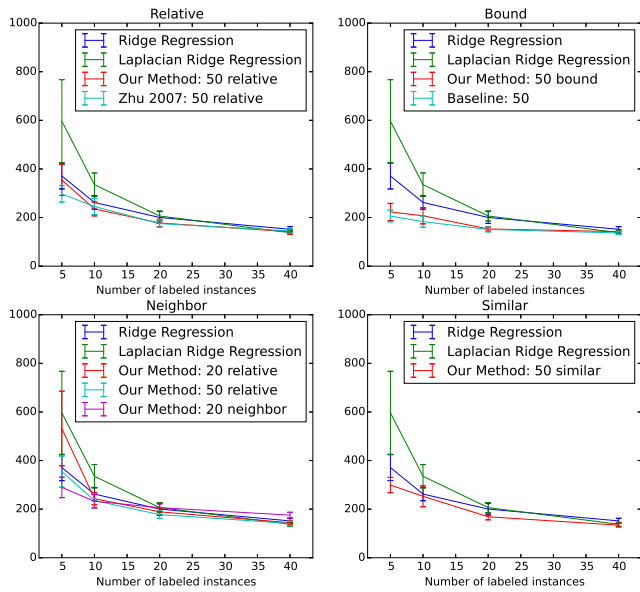 Relative
1000
800
600
400
200
0
Ridge Regression
Laplacian Ridge Regression
Our Method: 50 relative
Zhu 2007: 50 relative
5 10 15 20 25 30 35 40
Number of labeled instances
Bound
1000
800
600
400
200
0
Ridge Regression
Laplacian Ridge Regression
Our Method: 50 bound
Baseline: 50
5 10 15 20 25 30 35 40
Number of labeled instances
Neighbor
1000
800
600
400
200
0
Ridge Regression
Laplacian Ridge Regression
Our Method: 20 relative
Our Method: 50 relative
Our Method: 20 neighbor
5 10 15 20 25 30 35 40
Number of labeled instances
Similar
1000
800
600
400
200
0
Ridge Regression
Laplacian Ridge Regression
Our Method: 50 similar
5 10 15 20 25 30 35 40
Number of labeled instances